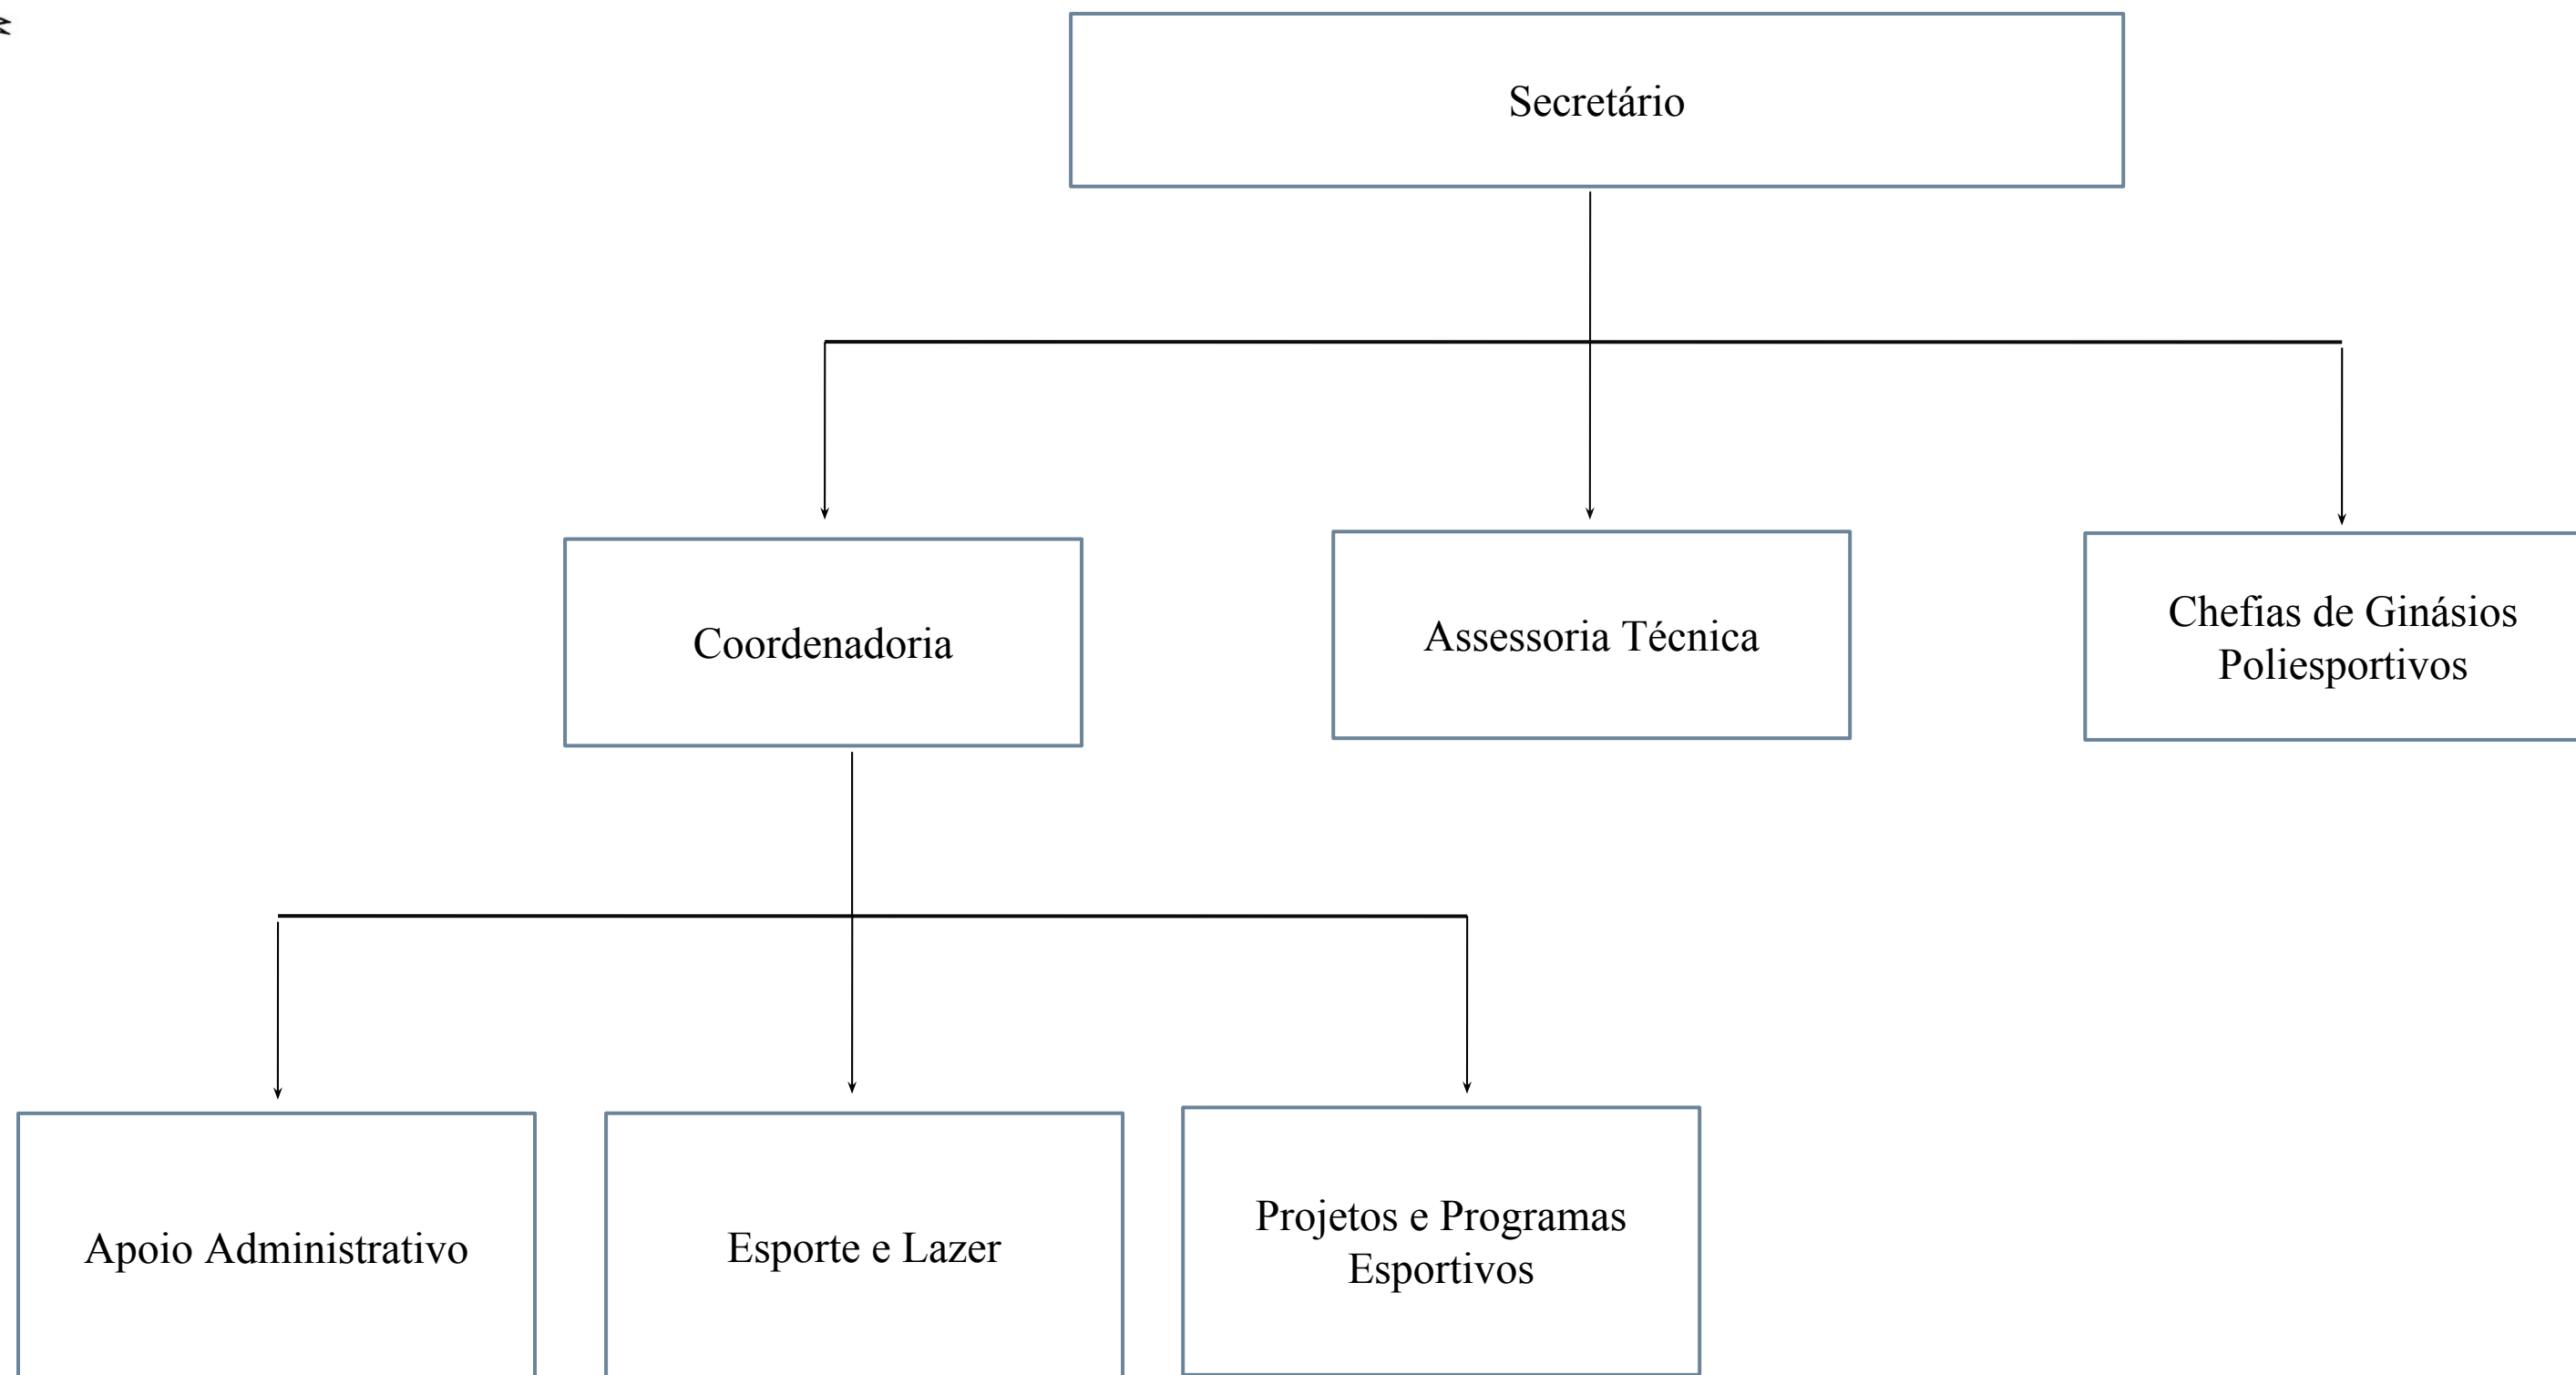 Secretário
Coordenadoria
Assessoria Técnica
Chefias de Ginásios
Poliesportivos
Apoio Administrativo
Esporte e Lazer
Projetos e Programas
Esportivos